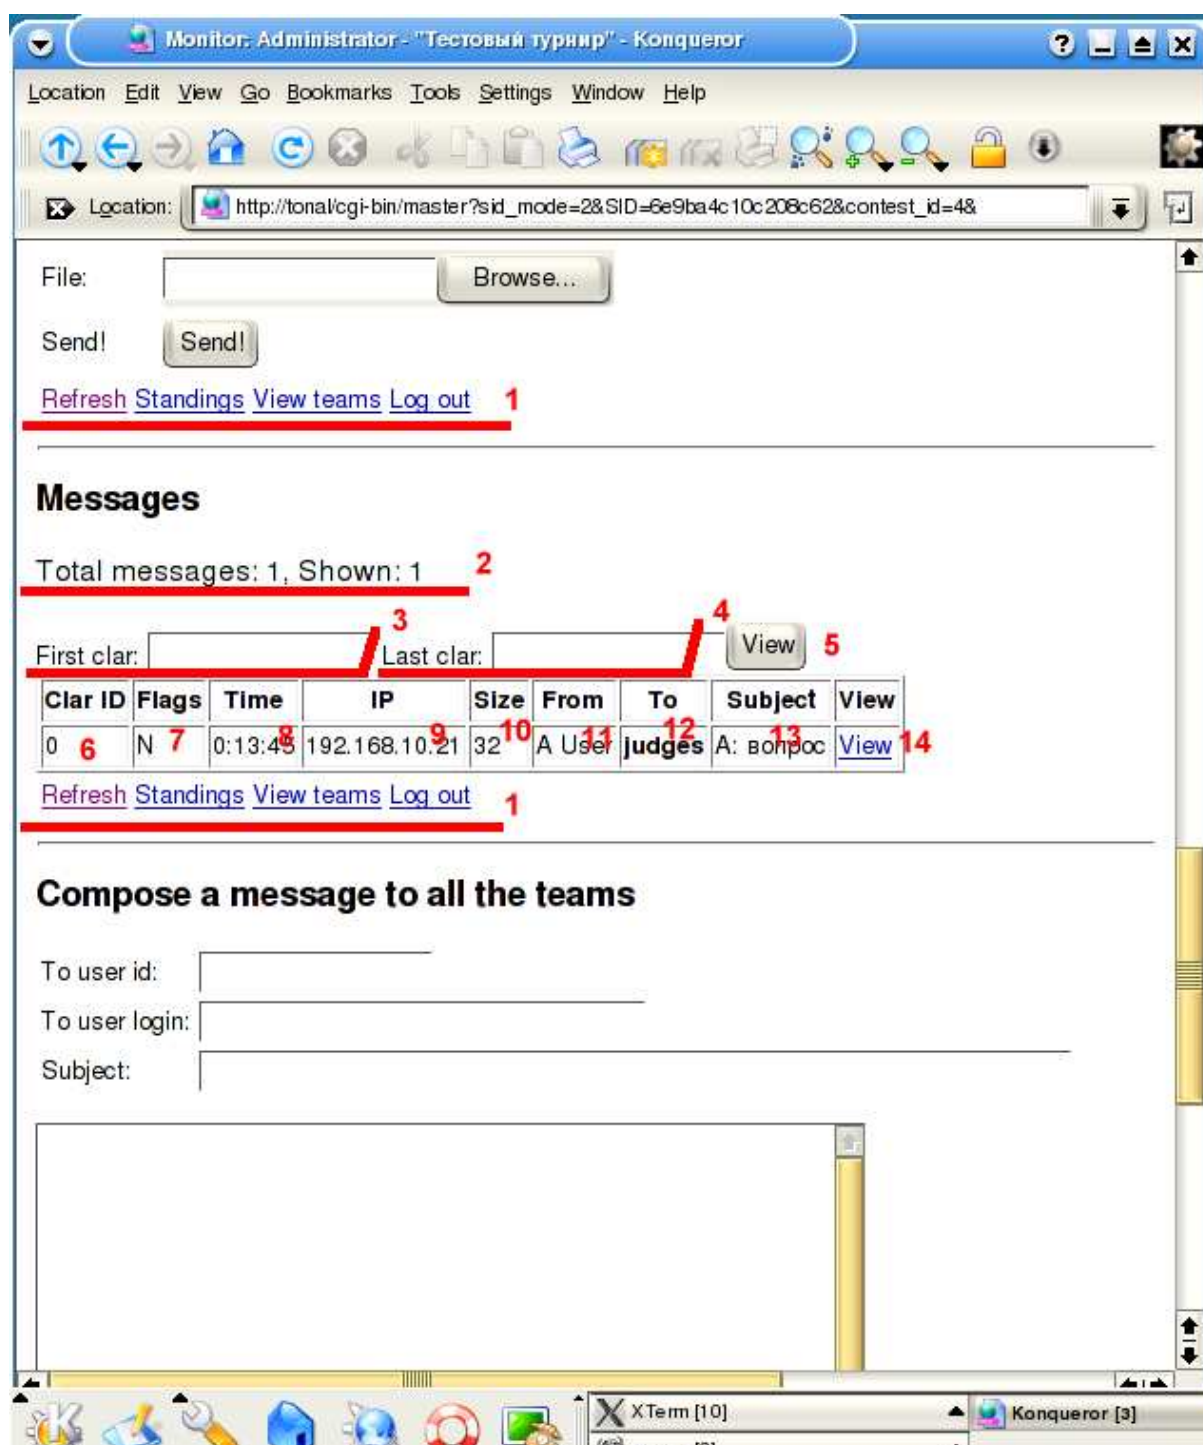 Monitor: Administrator - "Тестовый турнир" - Konqueror
Location Edit View Go Bookmarks Tools Settings Window Help
Location: http://tonal/cgi-bin/master?sid_mode=2&SID=6e9ba4c10c208c62&contest_id=4&
File: Browse...
Send! Send!
Refresh Standings View teams Log out 1
Messages
Total messages: 1, Shown: 1 2
3 4
First clar: Last clar: View 5
Clar ID Flags Time IP Size From To Subject View
0 6 N 7 0:13:45 8 192.168.10.21 9 32 10 A User 11 judges 12 A: вопрос 13 View 14
Refresh Standings View teams Log out 1
Compose a message to all the teams
To user id:
To user login:
Subject:
XTerm [10] Konqueror [3]